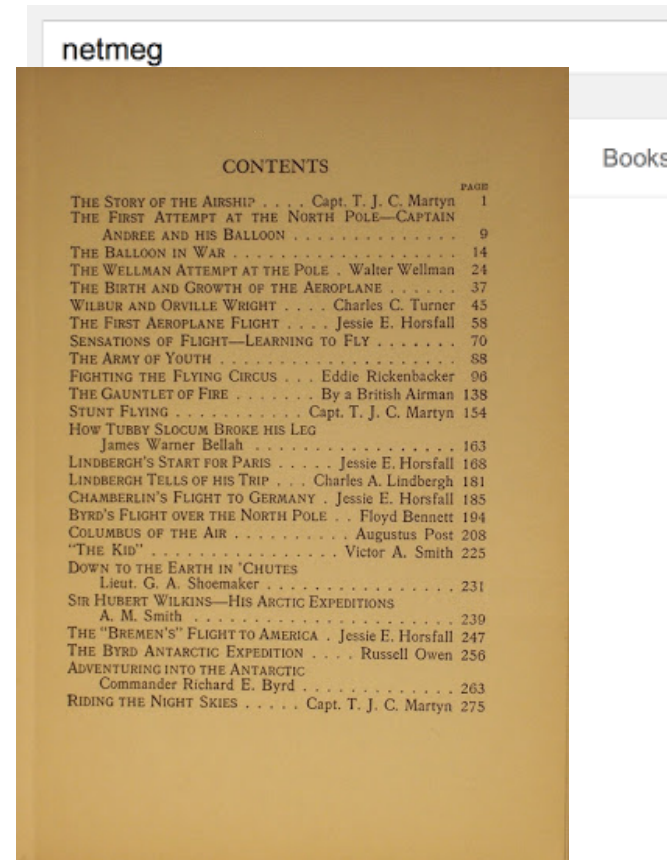 netmeg
Books
CONTENTS
PAGE
THE STORY OF THE AIRSHIP . . . . Capt. T. J. C. Martyn 1
THE FIRST ATTEMPT AT THE NORTH POLE—CAPTAIN
ANDREE AND HIS BALLOON . . . . . . . . . . . . . . 9
THE BALLOON IN WAR . . . . . . . . . . . . . . . . . . . 14
THE WELLMAN ATTEMPT AT THE POLE . Walter Wellman 24
THE BIRTH AND GROWTH OF THE AEROPLANE . . . . . . 37
WILBUR AND ORVILLE WRIGHT . . . . Charles C. Turner 45
THE FIRST AEROPLANE FLIGHT . . . . Jessie E. Horsfall 58
SENSATIONS OF FLIGHT—LEARNING TO FLY . . . . . . . 70
THE ARMY OF YOUTH . . . . . . . . . . . . . . . . . . . . 88
FIGHTING THE FLYING CIRCUS . . . Eddie Rickenbacker 96
THE GAUNTLET OF FIRE . . . . . . . By a British Airman 138
STUNT FLYING . . . . . . . . . . . Capt. T. J. C. Martyn 154
HOW TUBBY SLOCUM BROKE HIS LEG
James Warner Bellah . . . . . . . . . . . . . . . . . 163
LINDBERGH'S START FOR PARIS . . . . . Jessie E. Horsfall 168
LINDBERGH TELLS OF HIS TRIP . . . Charles A. Lindbergh 181
CHAMBERLIN'S FLIGHT TO GERMANY . Jessie E. Horsfall 185
BYRD'S FLIGHT OVER THE NORTH POLE . . Floyd Bennett 194
COLUMBUS OF THE AIR . . . . . . . . . . Augustus Post 208
"THE KID" . . . . . . . . . . . . . . . . Victor A. Smith 225
DOWN TO THE EARTH IN 'CHUTES
Lieut. G. A. Shoemaker . . . . . . . . . . . . . . . . 231
SIR HUBERT WILKINS—HIS ARCTIC EXPEDITIONS
A. M. Smith . . . . . . . . . . . . . . . . . . . . . . 239
THE "BREMEN'S" FLIGHT TO AMERICA . Jessie E. Horsfall 247
THE BYRD ANTARCTIC EXPEDITION . . . . Russell Owen 256
ADVENTURING INTO THE ANTARCTIC
Commander Richard E. Byrd . . . . . . . . . . . . . 263
RIDING THE NIGHT SKIES . . . . . Capt. T. J. C. Martyn 275